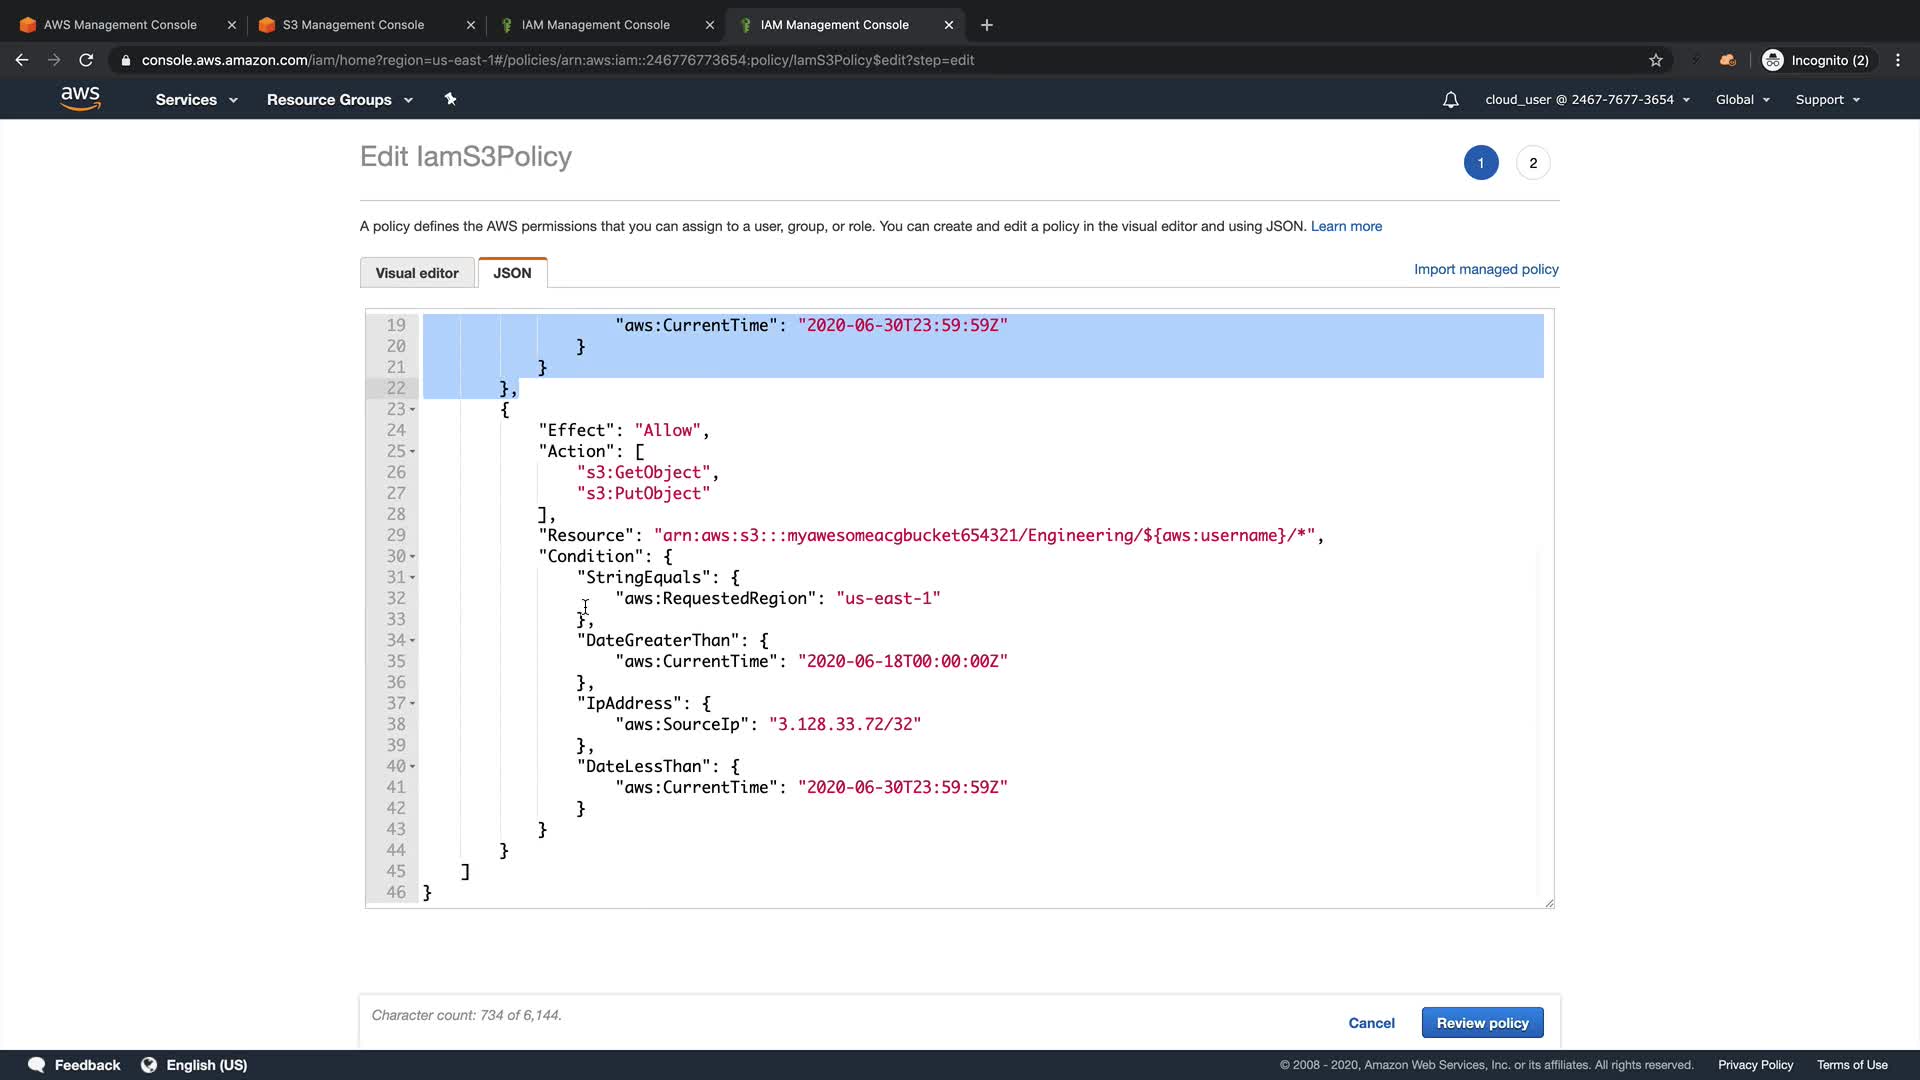 AWS Management Console
S3 Management Console
IAM Management Console
IAM Management Console
console.aws.amazon.com/iam/home?region=us-east-1#/policies/arn:aws:iam::246776773654:policy/IamS3Policy$edit?step=edit
Incognito (2)
aws
Services
Resource Groups
cloud_user @ 2467-7677-3654
Global
Support
Edit IamS3Policy
1
2
A policy defines the AWS permissions that you can assign to a user, group, or role. You can create and edit a policy in the visual editor and using JSON. Learn more
Visual editor
JSON
Import managed policy
19 "aws:CurrentTime": "2020-06-30T23:59:59Z"
20 }
21 }
22 },
23 {
24 "Effect": "Allow",
25 "Action": [
26 "s3:GetObject",
27 "s3:PutObject"
28 ],
29 "Resource": "arn:aws:s3:::myawesomeacgbucket654321/Engineering/${aws:username}/*",
30 "Condition": {
31 "StringEquals": {
32 "aws:RequestedRegion": "us-east-1"
33 },
34 "DateGreaterThan": {
35 "aws:CurrentTime": "2020-06-18T00:00:00Z"
36 },
37 "IpAddress": {
38 "aws:SourceIp": "3.128.33.72/32"
39 },
40 "DateLessThan": {
41 "aws:CurrentTime": "2020-06-30T23:59:59Z"
42 }
43 }
44 }
45 ]
46 }
Character count: 734 of 6,144.
Cancel
Review policy
Feedback
English (US)
© 2008 - 2020, Amazon Web Services, Inc. or its affiliates. All rights reserved.
Privacy Policy
Terms of Use